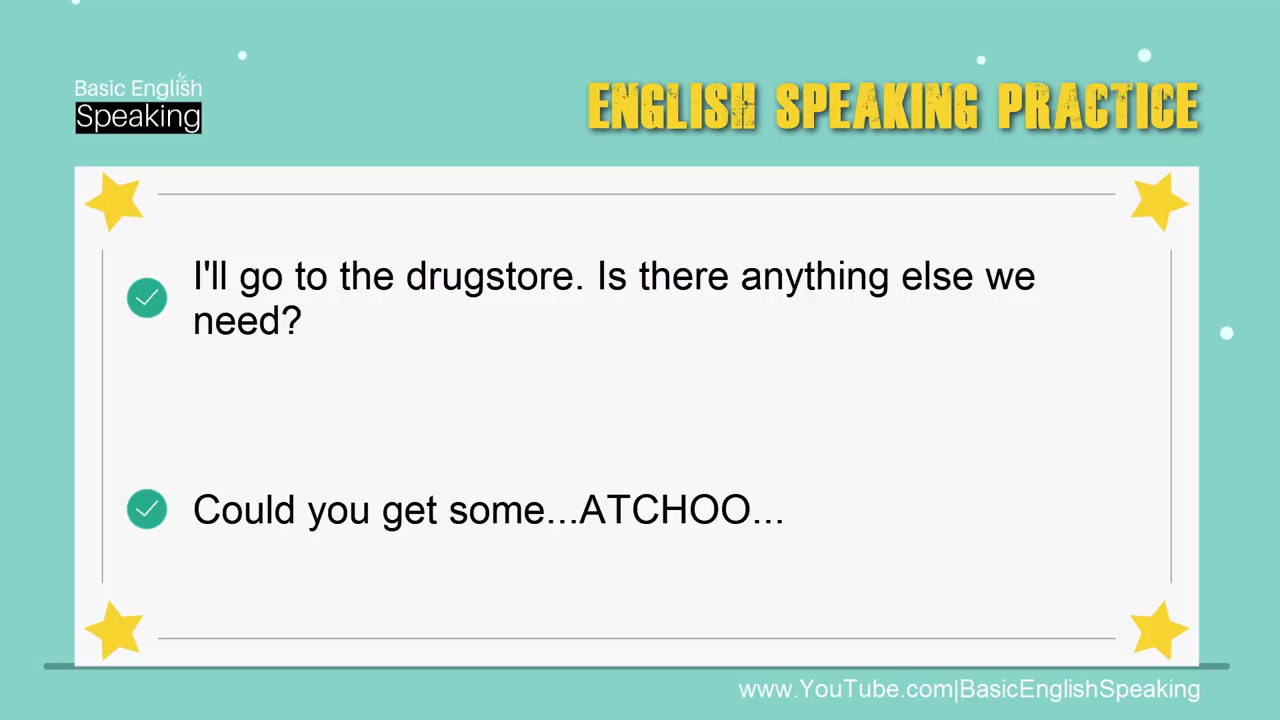 Basic English
Speaking
ENGLISH SPEAKING PRACTICE
I'll go to the drugstore. Is there anything else we
need?
Could you get some...ATCHOO...
www.YouTube.com|BasicEnglishSpeaking